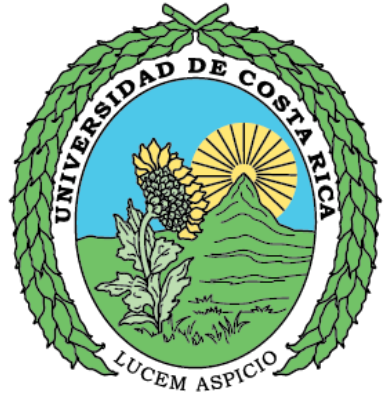 UNIVERSIDAD DE COSTA RICA
LUCEM ASPICIO